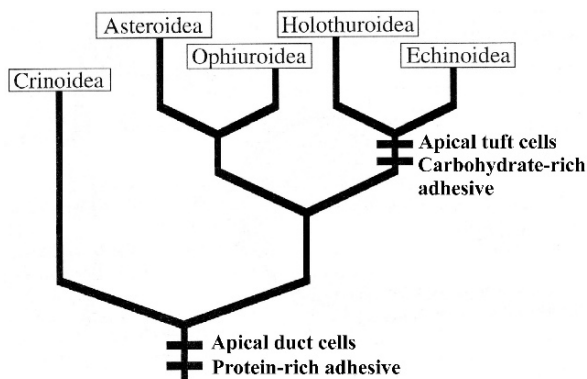 Asteroidea
Holothuroidea
Ophiuroidea
Echinoidea
Crinoidea
Apical tuft cells
Carbohydrate-rich
adhesive
Apical duct cells
Protein-rich adhesive